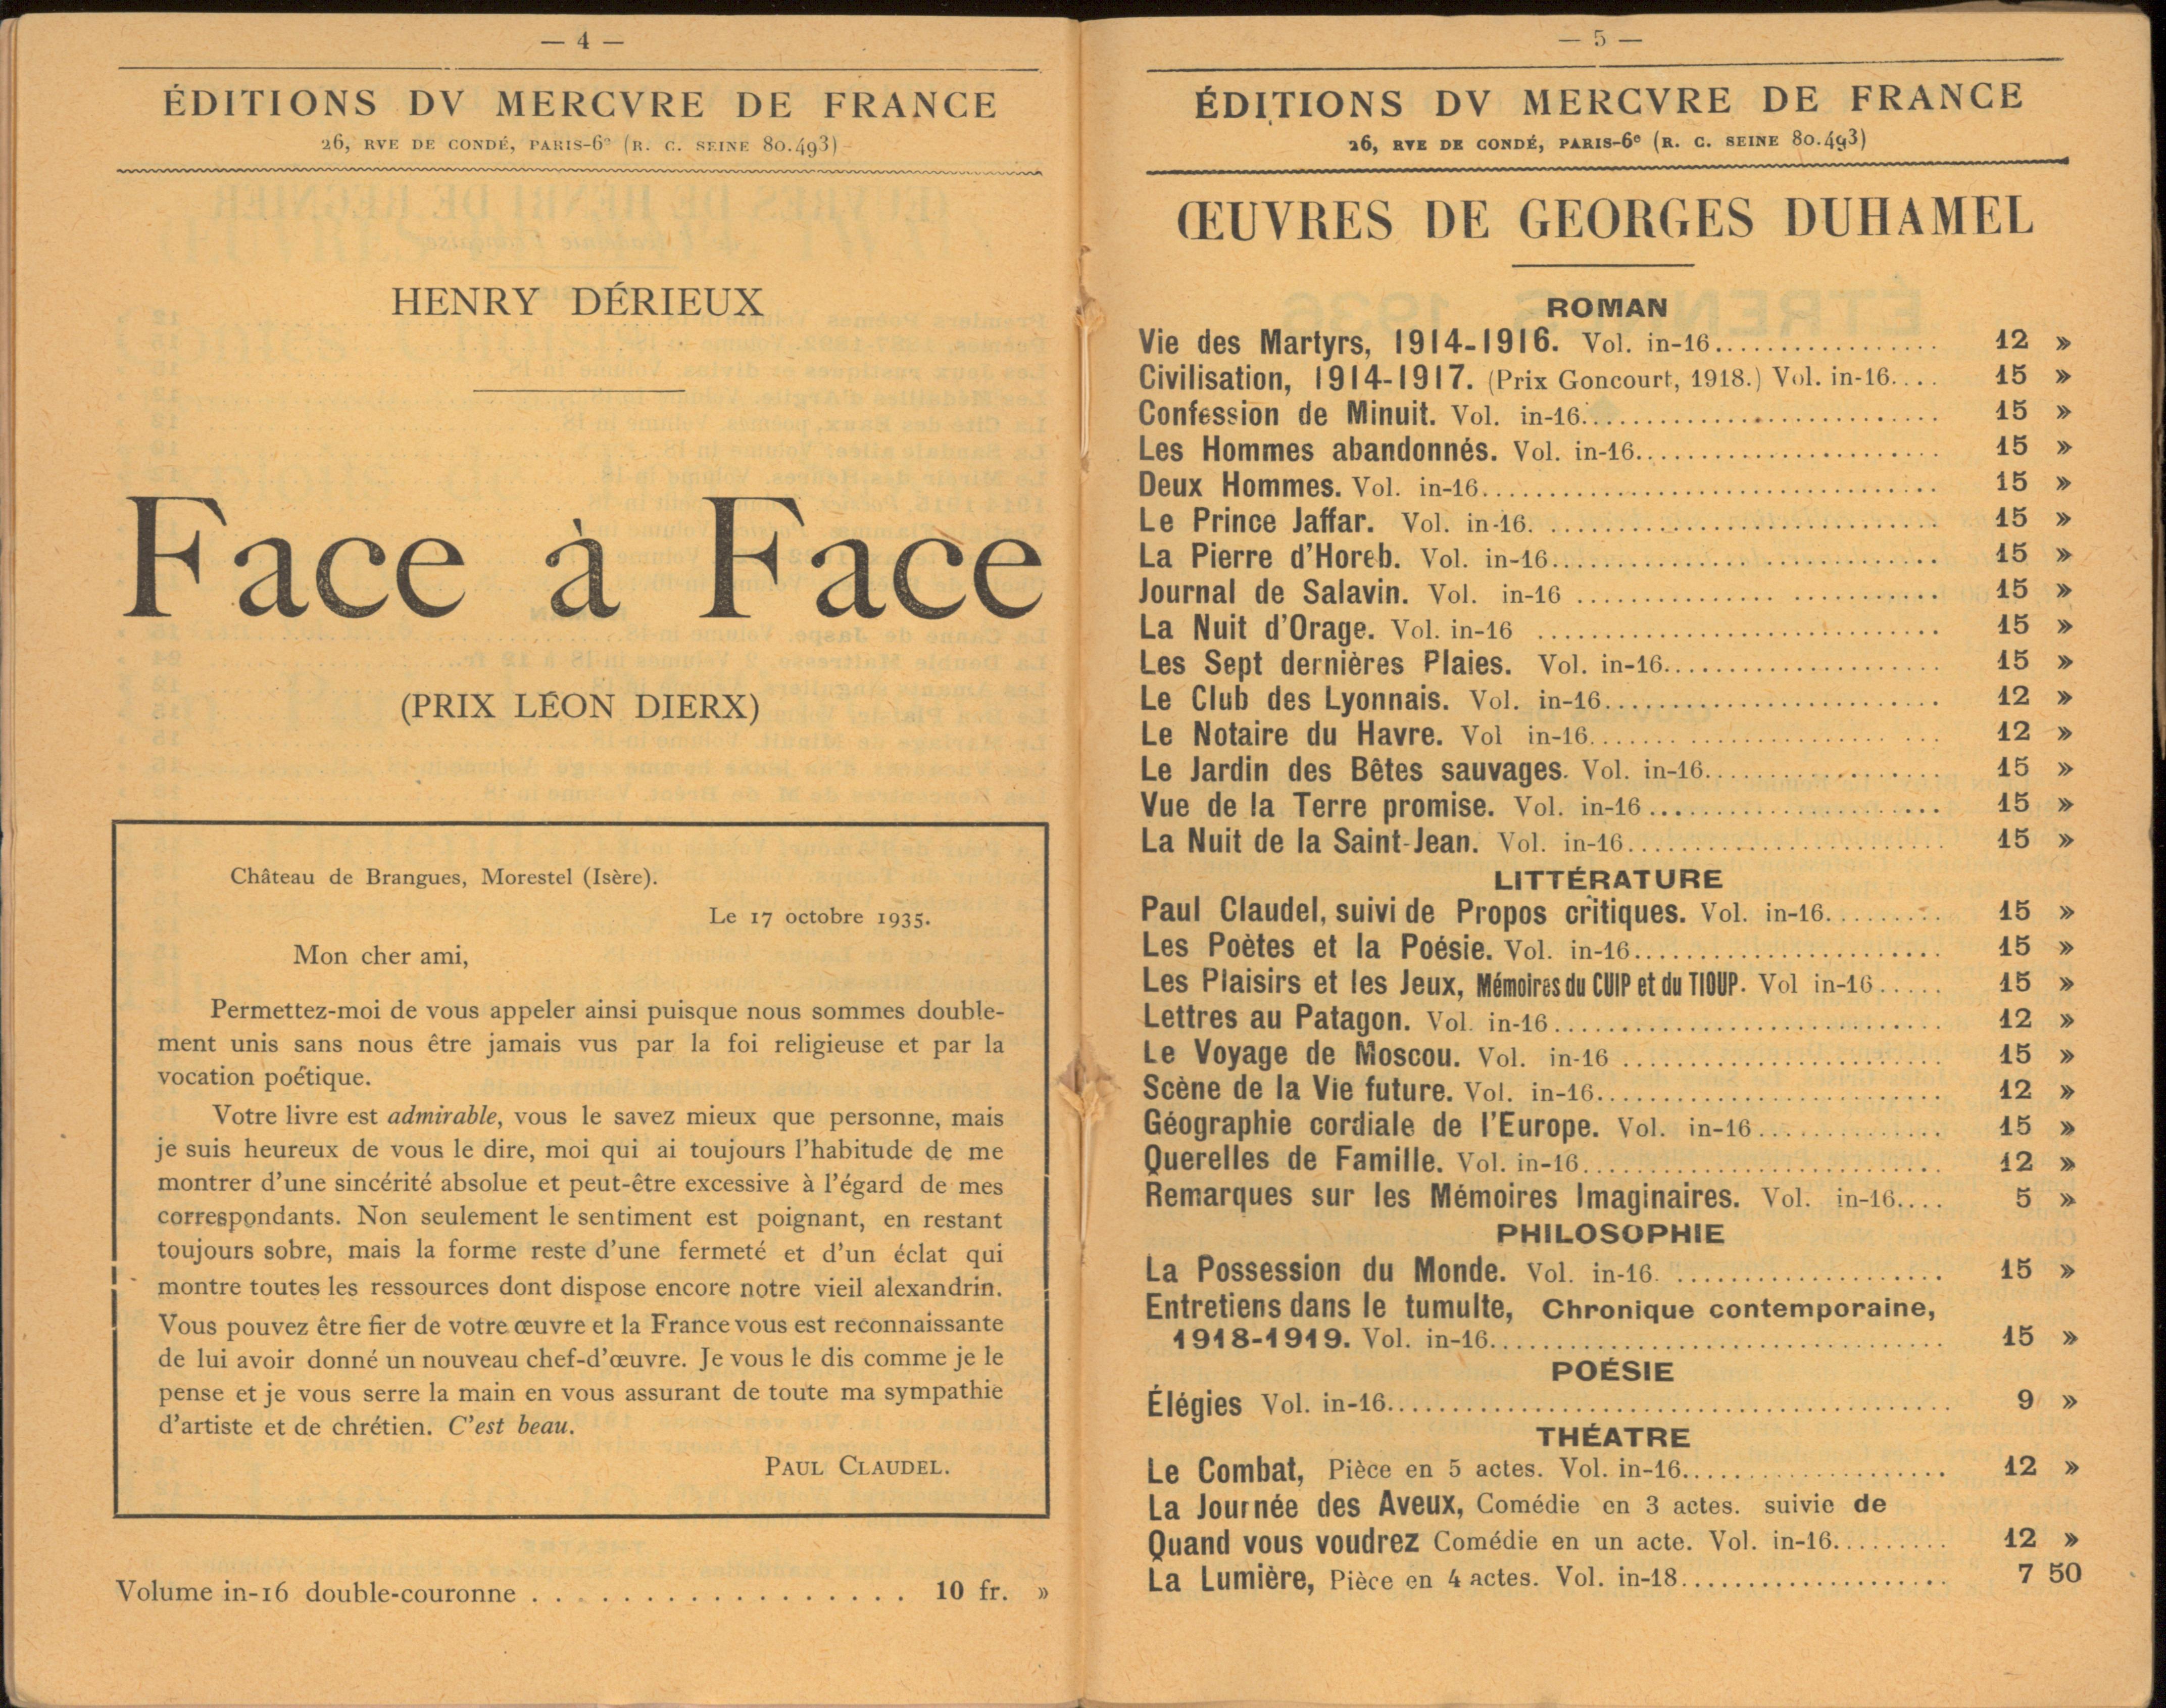 — 4 —
ÉDITIONS DV MERCVRE DE FRANCE
26, RVE DE CONDÉ, PARIS-6e (R. C. SEINE 80.493)
HENRY DÉRIEUX
Face à Face
(PRIX LÉON DIERX)
Château de Brangues, Morestel (Isère).
Le 17 octobre 1935.
Mon cher ami,
Permettez-moi de vous appeler ainsi puisque nous sommes double-
ment unis sans nous être jamais vus par la foi religieuse et par la
vocation poétique.
Votre livre est admirable, vous le savez mieux que personne, mais
je suis heureux de vous le dire, moi qui ai toujours l'habitude de me
montrer d'une sincérité absolue et peut-être excessive à l'égard de mes
correspondants. Non seulement le sentiment est poignant, en restant
toujours sobre, mais la forme reste d'une fermeté et d'un éclat qui
montre toutes les ressources dont dispose encore notre vieil alexandrin.
Vous pouvez être fier de votre œuvre et la France vous est reconnaissante
de lui avoir donné un nouveau chef-d'œuvre. Je vous le dis comme je le
pense et je vous serre la main en vous assurant de toute ma sympathie
d'artiste et de chrétien. C'est beau.
PAUL CLAUDEL.
Volume in-16 double-couronne . . . . . . . . . . . . . . . . . 10 fr. »
— 5 —
ÉDITIONS DV MERCVRE DE FRANCE
26, RVE DE CONDÉ, PARIS-6e (R. C. SEINE 80.493)
ŒUVRES DE GEORGES DUHAMEL
ROMAN
Vie des Martyrs, 1914-1916. Vol. in-16.................. 12 »
Civilisation, 1914-1917. (Prix Goncourt, 1918.) Vol. in-16.... 15 »
Confession de Minuit. Vol. in-16........................... 15 »
Les Hommes abandonnés. Vol. in-16....................... 15 »
Deux Hommes. Vol. in-16................................... 15 »
Le Prince Jaffar. Vol. in-16. .............................. 15 »
La Pierre d'Horeb. Vol. in-16.............................. 15 »
Journal de Salavin. Vol. in-16 .......................... 15 »
La Nuit d'Orage. Vol. in-16 ............................... 15 »
Les Sept dernières Plaies. Vol. in-16..................... 15 »
Le Club des Lyonnais. Vol. in-16.......................... 12 »
Le Notaire du Havre. Vol in-16........................... 12 »
Le Jardin des Bêtes sauvages. Vol. in-16.................. 15 »
Vue de la Terre promise. Vol. in-16...................... 15 »
La Nuit de la Saint-Jean. Vol. in-16........................ 15 »
LITTÉRATURE
Paul Claudel, suivi de Propos critiques. Vol. in-16......... 15 »
Les Poètes et la Poésie. Vol. in-16........................ 15 »
Les Plaisirs et les Jeux, Mémoires du CUIP et du TIOUP. Vol in-16..... 15 »
Lettres au Patagon. Vol. in-16............................. 12 »
Le Voyage de Moscou. Vol. in-16 ......................... 15 »
Scène de la Vie future. Vol. in-16.......................... 12 »
Géographie cordiale de l'Europe. Vol. in-16.............. 15 »
Querelles de Famille. Vol. in-16........................... 12 »
Remarques sur les Mémoires Imaginaires. Vol. in-16.... 5 »
PHILOSOPHIE
La Possession du Monde. Vol. in-16. ..................... 15 »
Entretiens dans le tumulte, Chronique contemporaine,
1918-1919. Vol. in-16................................... 15 »
POÉSIE
Élégies Vol. in-16........................................... 9 »
THÉATRE
Le Combat, Pièce en 5 actes. Vol. in-16.................... 12 »
La Journée des Aveux, Comédie en 3 actes. suivie de
Quand vous voudrez Comédie en un acte. Vol. in-16......... 12 »
La Lumière, Pièce en 4 actes. Vol. in-18.................... 7 50